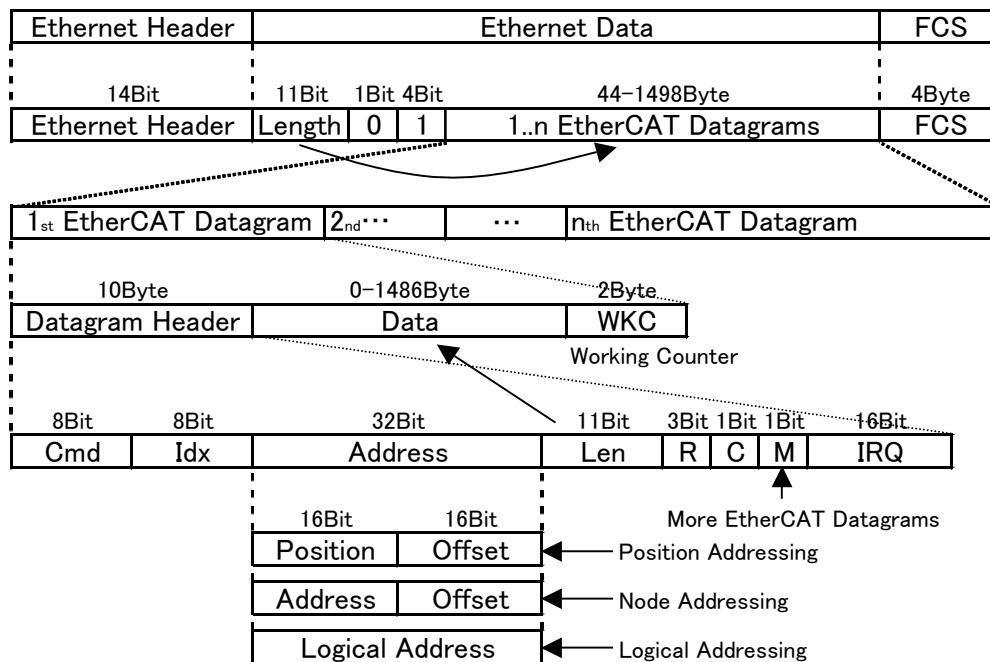 Ethernet Header Ethernet Data FCS
14Bit 11Bit 1Bit 4Bit 44-1498Byte 4Byte
Ethernet Header Length 0 1 1..n EtherCAT Datagrams FCS
1st EtherCAT Datagram 2nd… … nth EtherCAT Datagram
10Byte 0-1486Byte 2Byte
Datagram Header Data WKC
Working Counter
8Bit 8Bit 32Bit 11Bit 3Bit 1Bit 1Bit 16Bit
Cmd Idx Address Len R C M IRQ
More EtherCAT Datagrams
16Bit 16Bit
Position Offset Position Addressing
Address Offset Node Addressing
Logical Address Logical Addressing